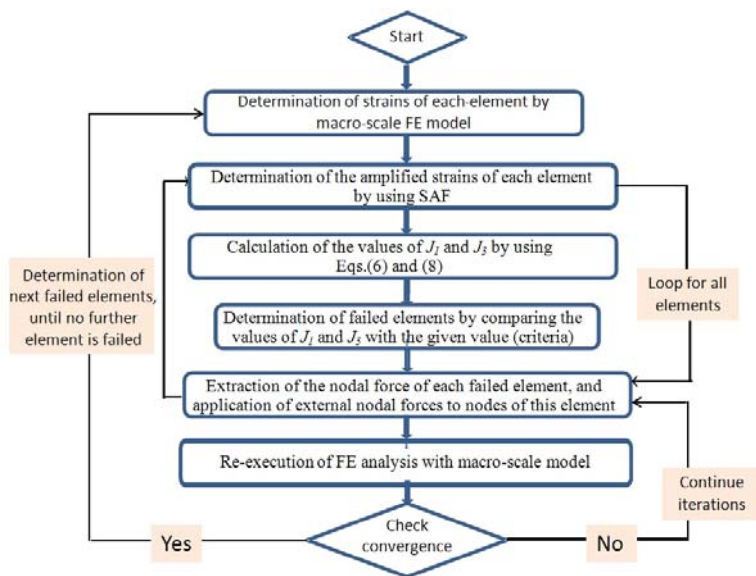 Start
Determination of strains of each-element by
macro-scale FE model
Determination of the amplified strains of each element
by using SAF
Calculation of the values of J1 and J5 by using
Eqs.(6) and (8)
Determination of failed elements by comparing the
values of J1 and J5 with the given value (criteria)
Extraction of the nodal force of each failed element, and
application of external nodal forces to nodes of this element
Re-execution of FE analysis with macro-scale model
Check
convergence
Determination of
next failed elements,
until no further
element is failed
Loop for all
elements
Continue
iterations
Yes
No